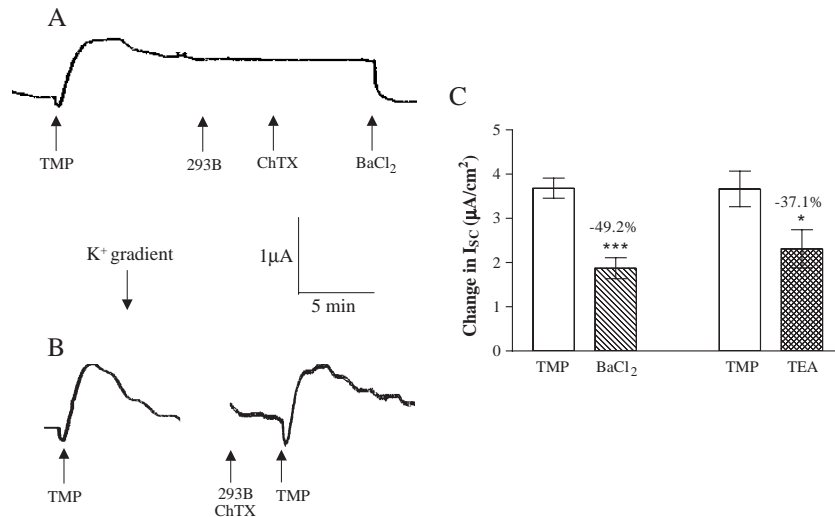 A
TMP
293B
ChTX
BaCl₂
K⁺ gradient
1μA
5 min
B
TMP
293B
ChTX
TMP
C
Change in I_SC (μA/cm²)
5
4
3
2
1
0
-49.2%
***
-37.1%
*
TMP
BaCl₂
TMP
TEA